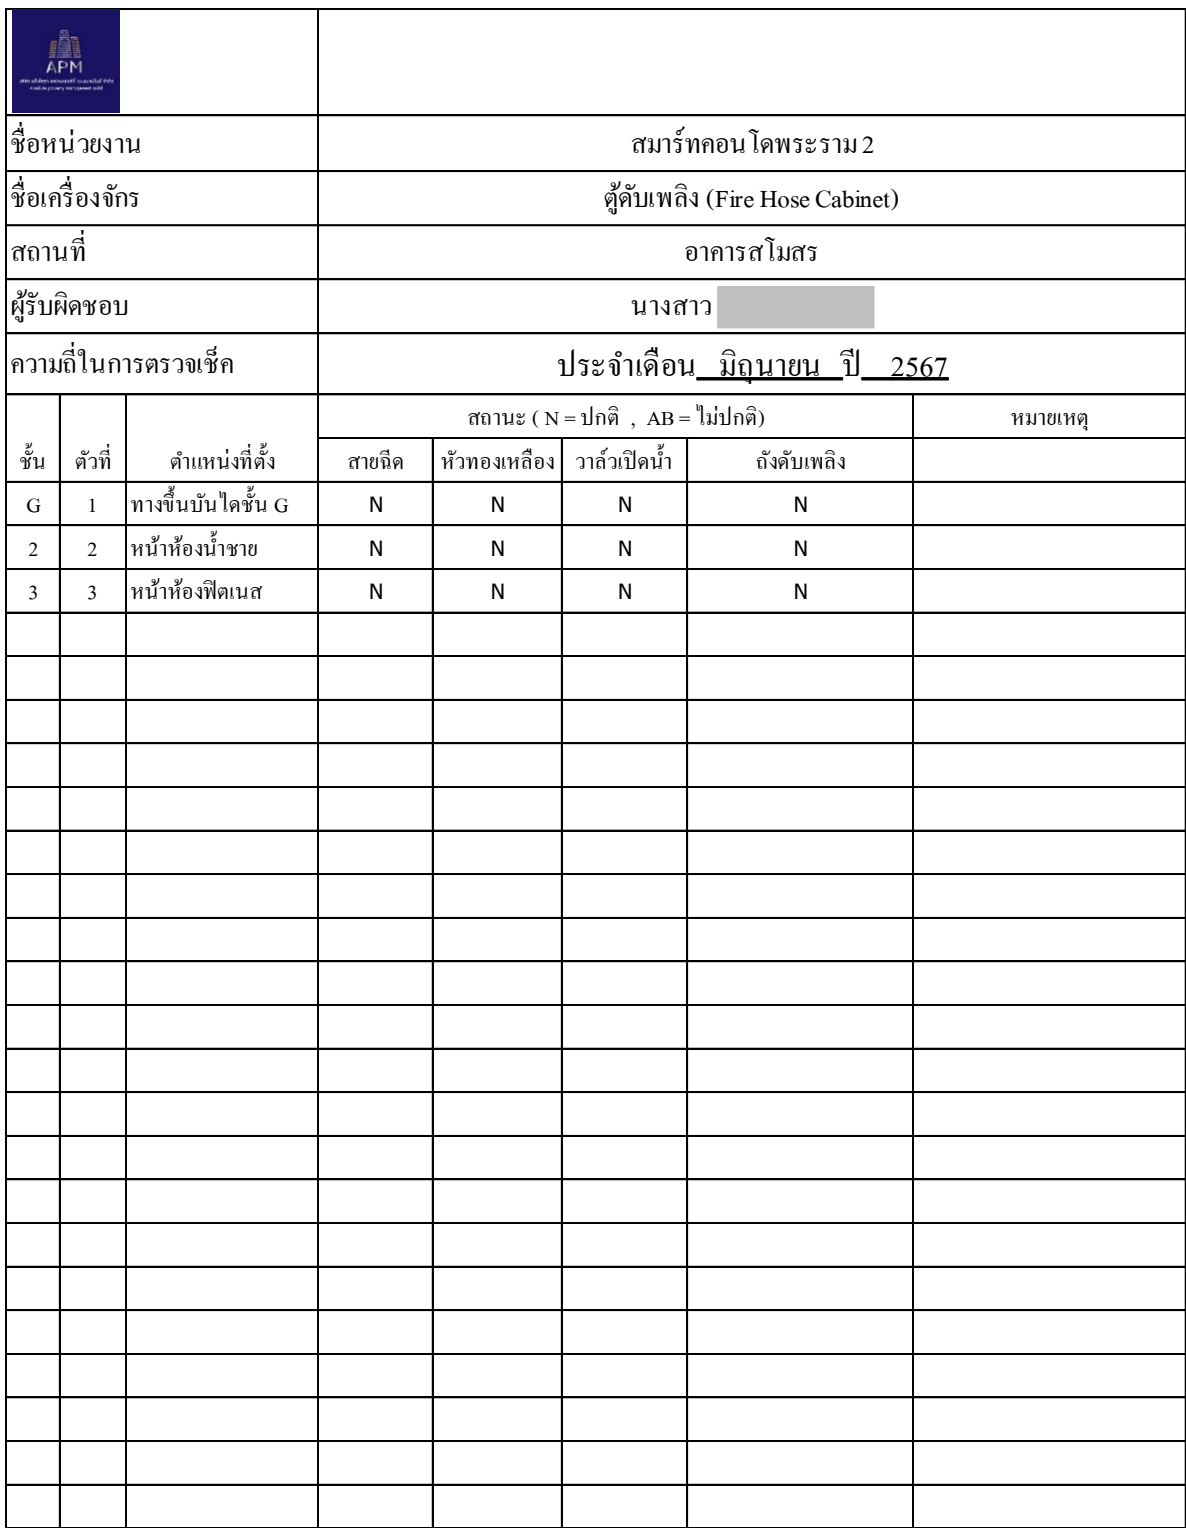 APM
ชื่อหน่วยงาน สมาร์ทคอนโดพระราม 2
ชื่อเครื่องจักร ตู้ดับเพลิง (Fire Hose Cabinet)
สถานที่ อาคารสโมสร
ผู้รับผิดชอบ นางสาว
ความถี่ในการตรวจเช็ค ประจำเดือน มิถุนายน ปี 2567
สถานะ ( N = ปกติ , AB = ไม่ปกติ) หมายเหตุ
ชั้น ตัวที่ ตำแหน่งที่ตั้ง สายฉีด หัวทองเหลือง วาล์วเปิดน้ำ ถังดับเพลิง
G 1 ทางขึ้นบันไดชั้น G N N N N
2 2 หน้าห้องน้ำชาย N N N N
3 3 หน้าห้องฟิตเนส N N N N